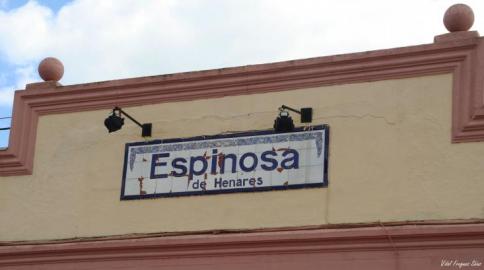 Espinosa
de Henares